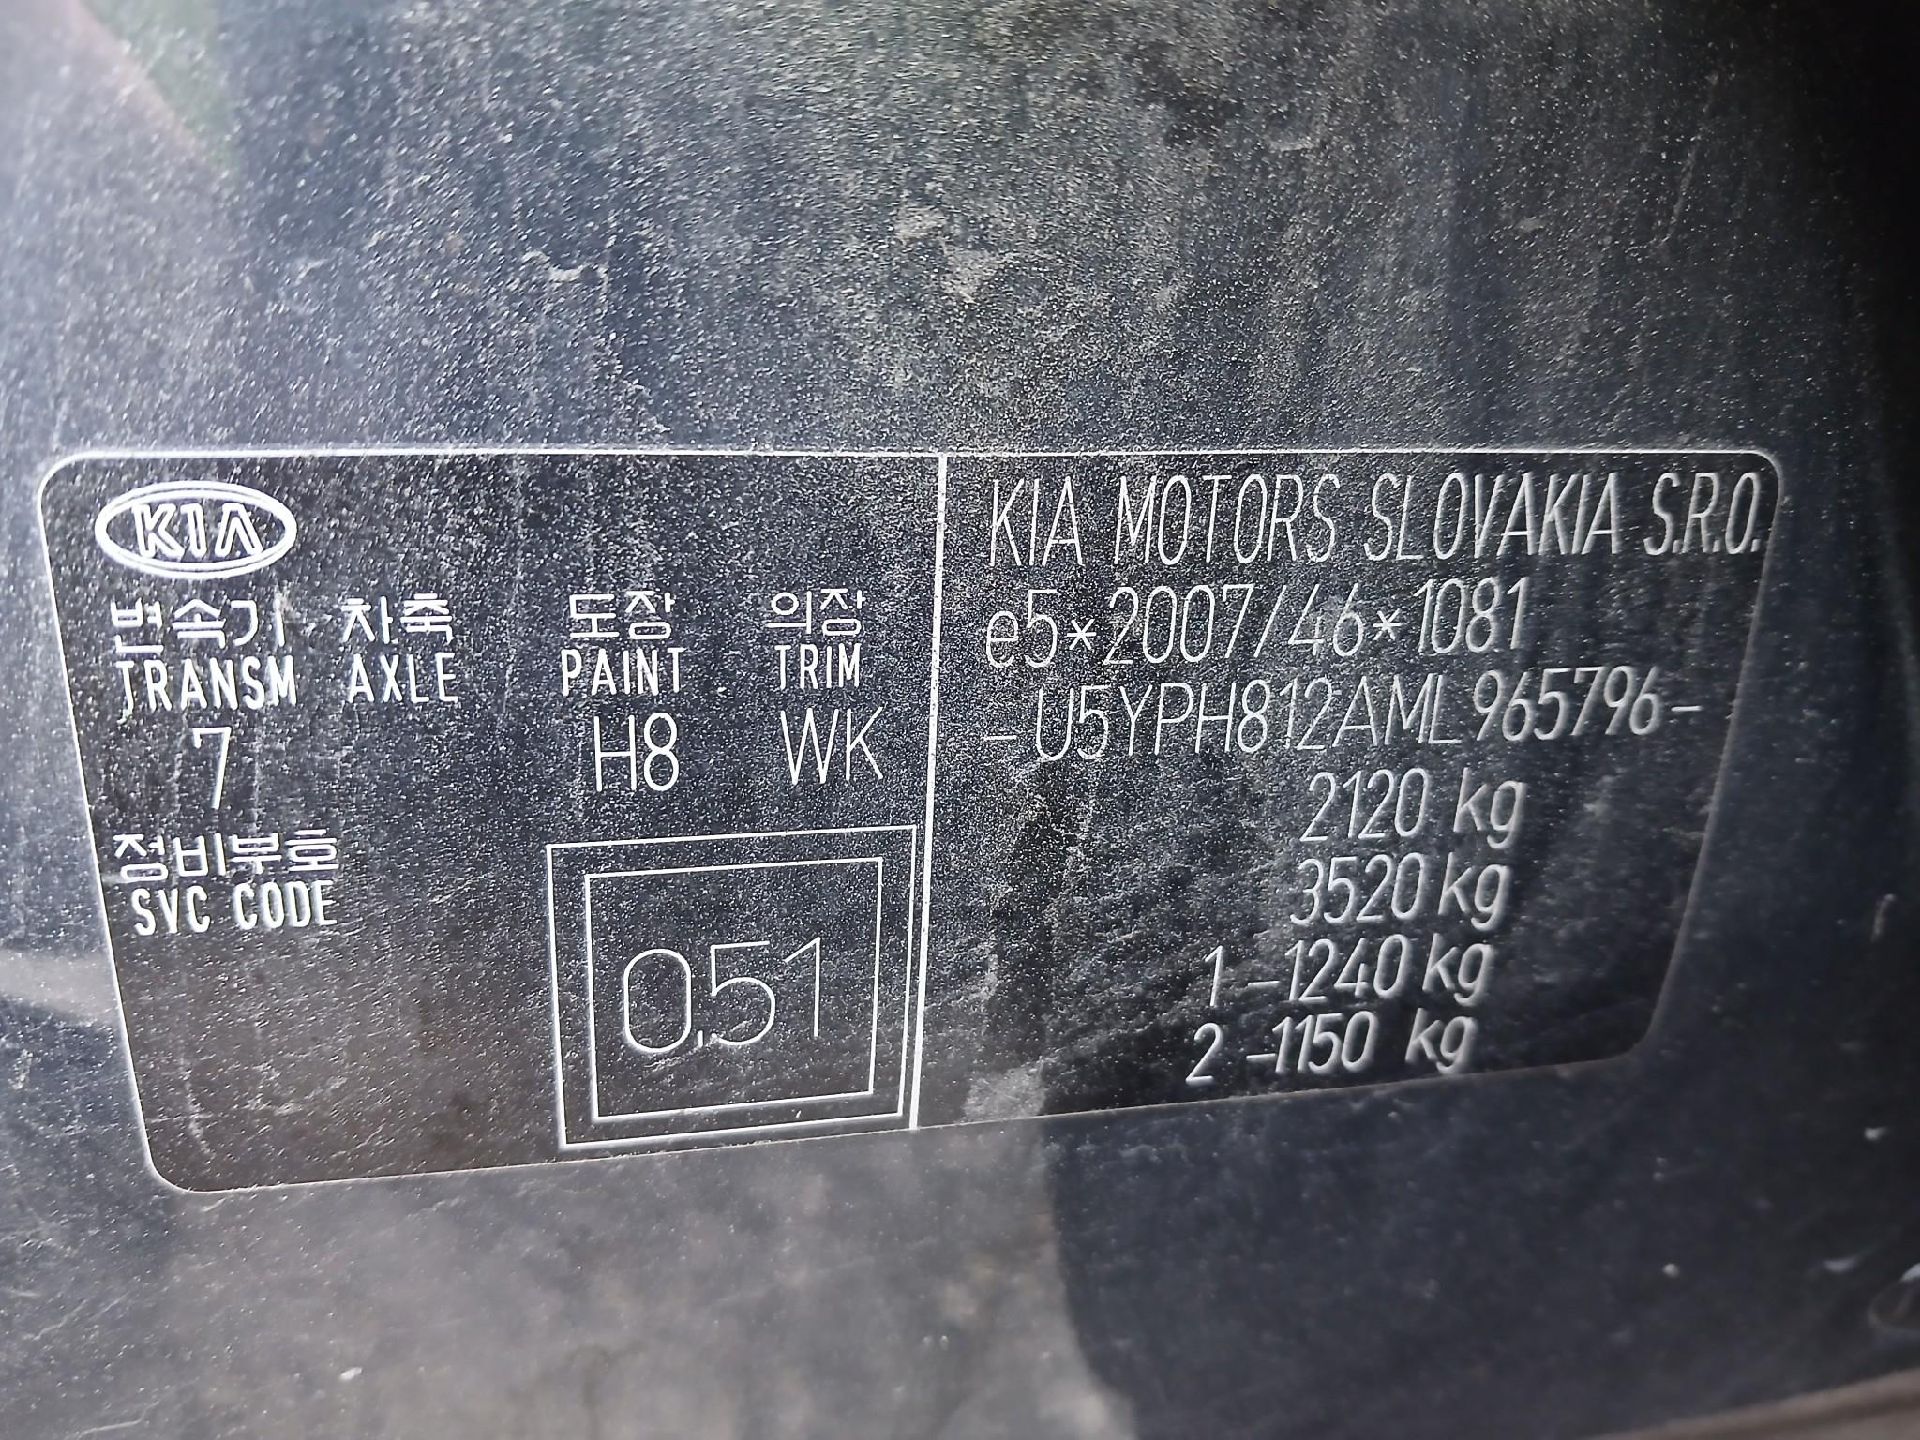 KIA
변속기 차축 도장 의장
TRANSM AXLE PAINT TRIM
7 H8 WK
정비부호
SVC CODE
0.51
KIA MOTORS SLOVAKIA S.R.O.
e5*2007/46*1081
-U5YPH812AML965796-
2120 kg
3520 kg
1 -1240 kg
2 -1150 kg